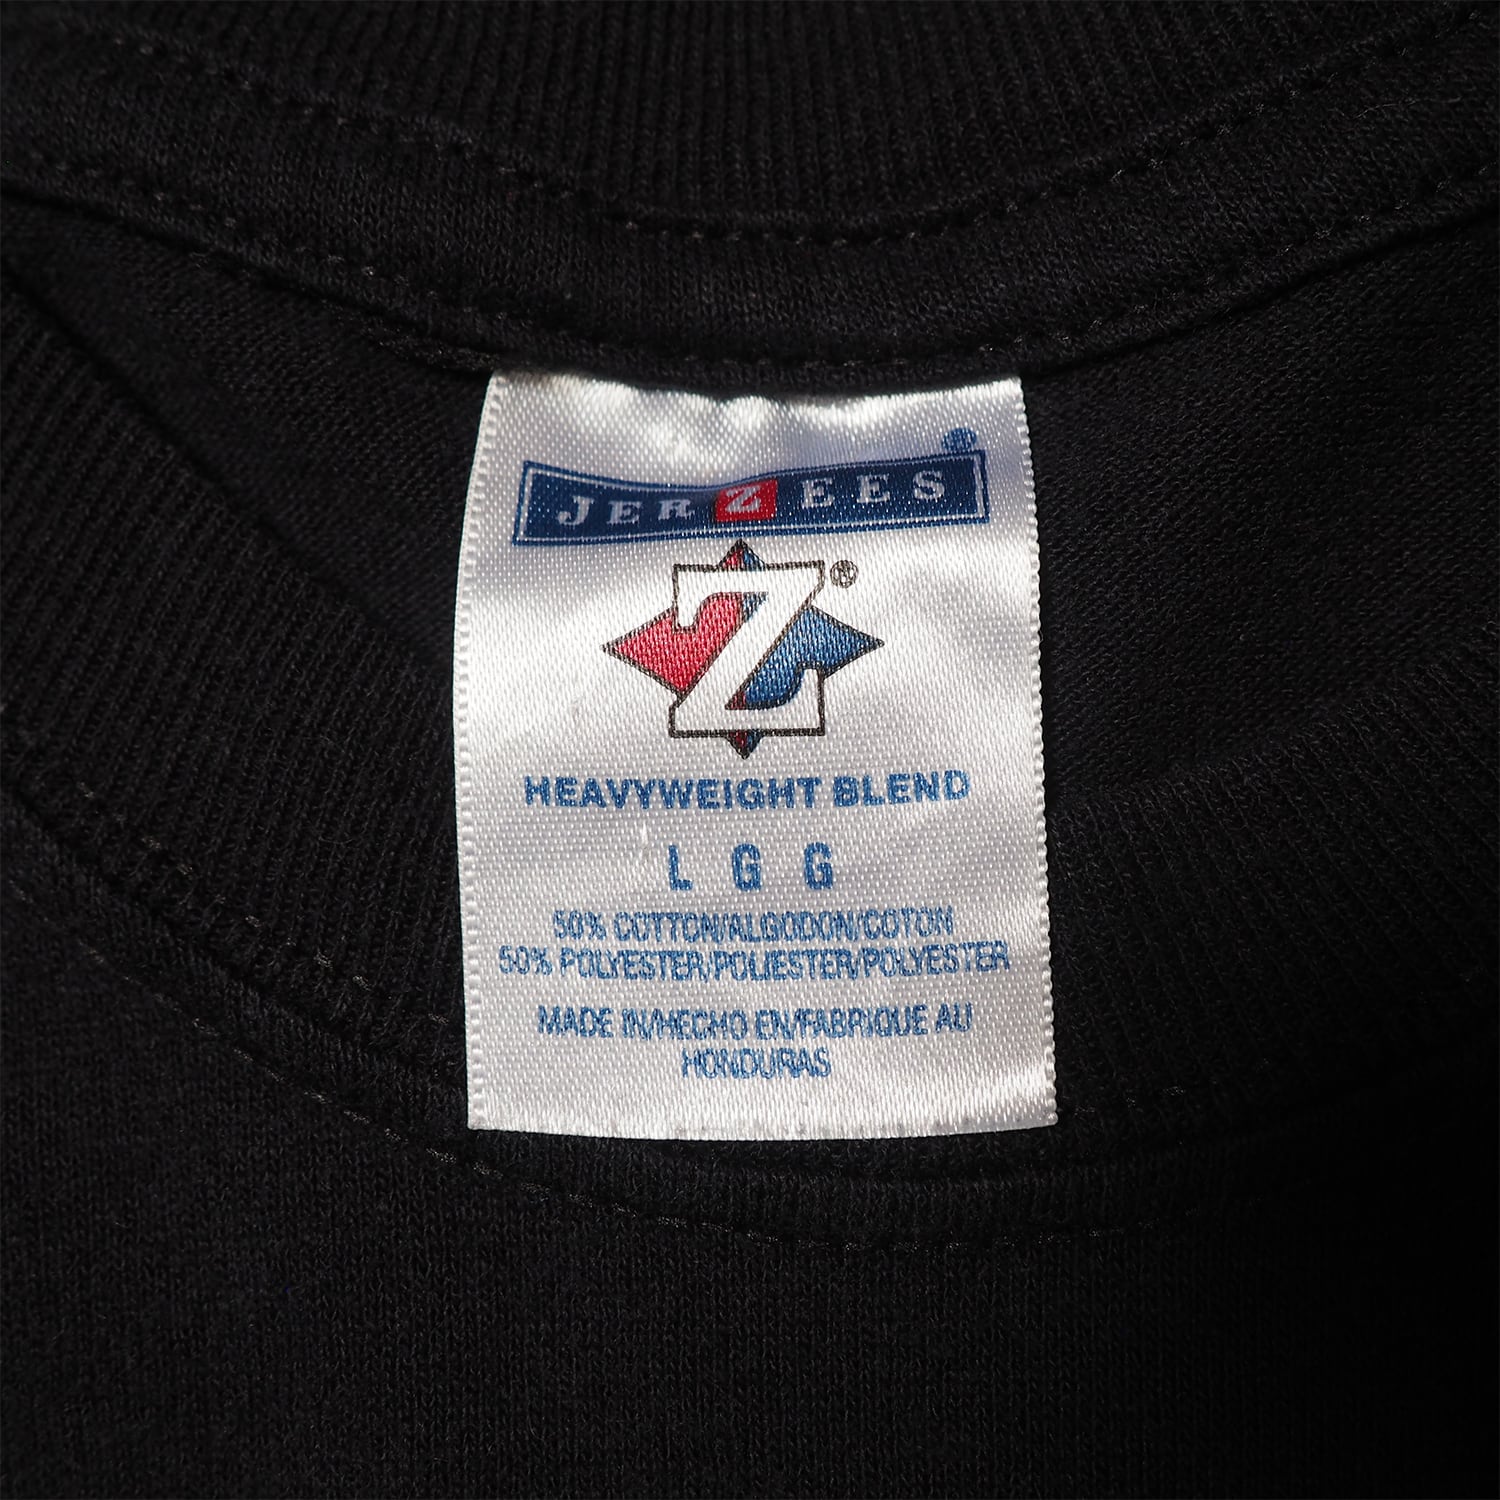 JERZEES®
Z®
HEAVYWEIGHT BLEND
L G G
50% COTTON/ALGODON/COTON
50% POLYESTER/POLIESTER/POLYESTER
MADE IN/HECHO EN/FABRIQUE AU
HONDURAS